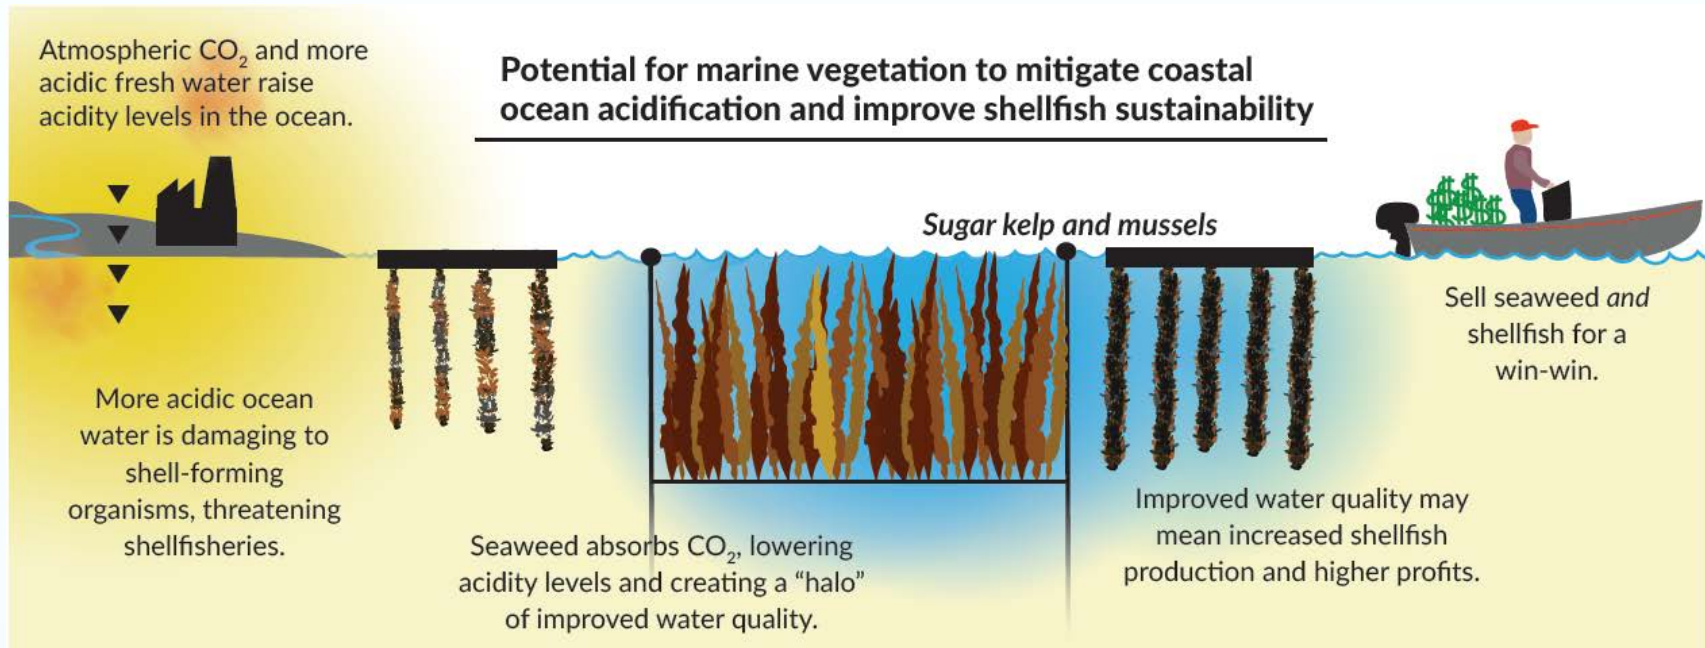 Atmospheric CO₂ and more
acidic fresh water raise
acidity levels in the ocean.
Potential for marine vegetation to mitigate coastal
ocean acidification and improve shellfish sustainability
Sugar kelp and mussels
$$$$
Sell seaweed and
shellfish for a
win-win.
More acidic ocean
water is damaging to
shell-forming
organisms, threatening
shellfisheries.
Seaweed absorbs CO₂, lowering
acidity levels and creating a “halo”
of improved water quality.
Improved water quality may
mean increased shellfish
production and higher profits.